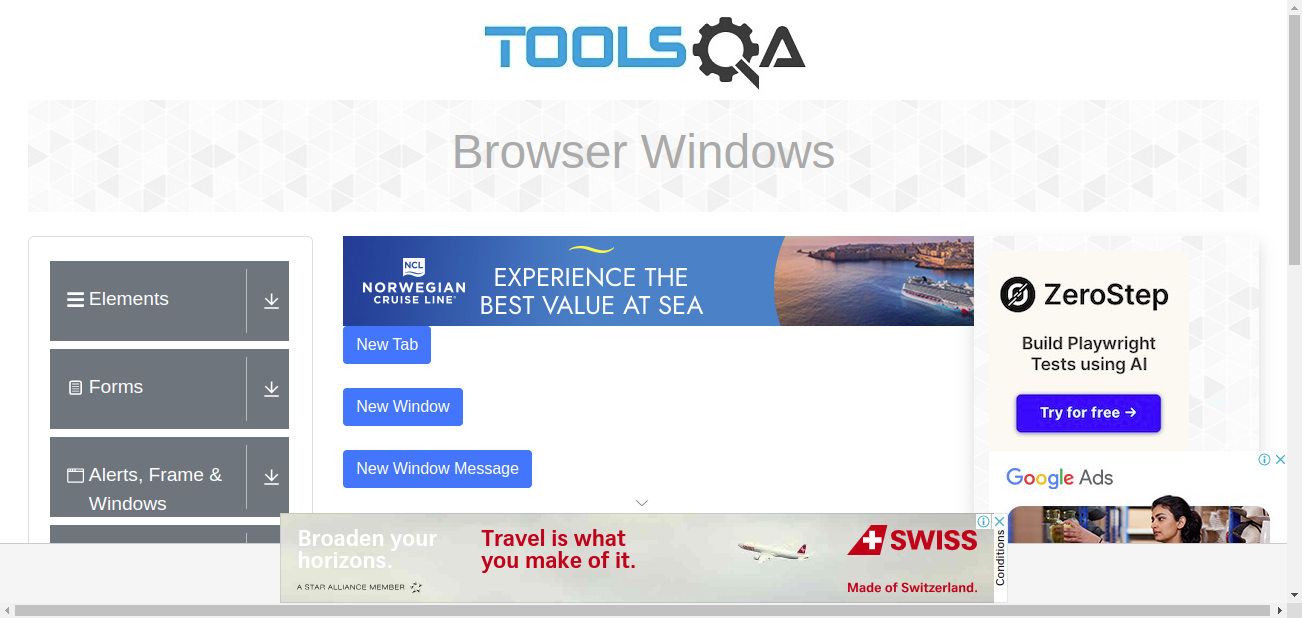 TOOLSQA
Browser Windows
Elements
Forms
Alerts, Frame &
Windows
NCL
NORWEGIAN
CRUISE LINE®
EXPERIENCE THE
BEST VALUE AT SEA
New Tab
New Window
New Window Message
ZeroStep
Build Playwright
Tests using AI
Try for free →
Google Ads
Broaden your
horizons.
A STAR ALLIANCE MEMBER
Travel is what
you make of it.
SWISS
Made of Switzerland.
Conditions